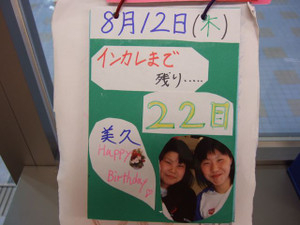 8月12日(木)
インカレまで
残り.....
22日
美久
Happy
Birthday